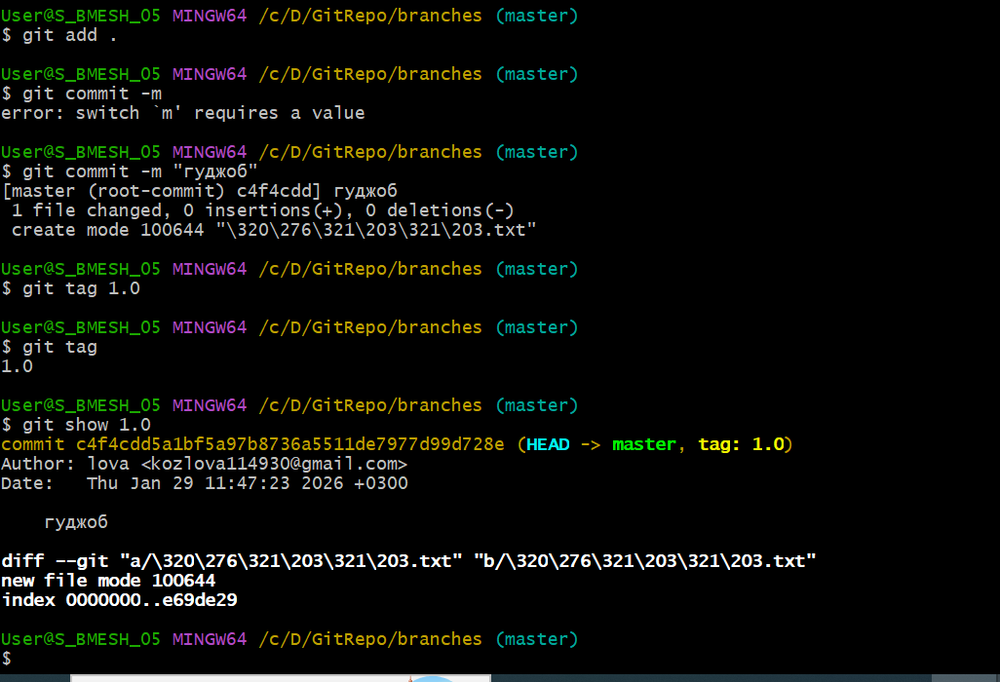 User@S_BMESH_05 MINGW64 /c/D/GitRepo/branches (master)
$ git add .
User@S_BMESH_05 MINGW64 /c/D/GitRepo/branches (master)
$ git commit -m
error: switch `m' requires a value
User@S_BMESH_05 MINGW64 /c/D/GitRepo/branches (master)
$ git commit -m "гуджоб"
[master (root-commit) c4f4cdd] гуджоб
 1 file changed, 0 insertions(+), 0 deletions(-)
 create mode 100644 "\320\276\321\203\321\203.txt"
User@S_BMESH_05 MINGW64 /c/D/GitRepo/branches (master)
$ git tag 1.0
User@S_BMESH_05 MINGW64 /c/D/GitRepo/branches (master)
$ git tag
1.0
User@S_BMESH_05 MINGW64 /c/D/GitRepo/branches (master)
$ git show 1.0
commit c4f4cdd5a1bf5a97b8736a5511de7977d99d728e (HEAD -> master, tag: 1.0)
Author: lova <kozlova114930@gmail.com>
Date:   Thu Jan 29 11:47:23 2026 +0300
    гуджоб
diff --git "a/\320\276\321\203\321\203.txt" "b/\320\276\321\203\321\203.txt"
new file mode 100644
index 0000000..e69de29
User@S_BMESH_05 MINGW64 /c/D/GitRepo/branches (master)
$